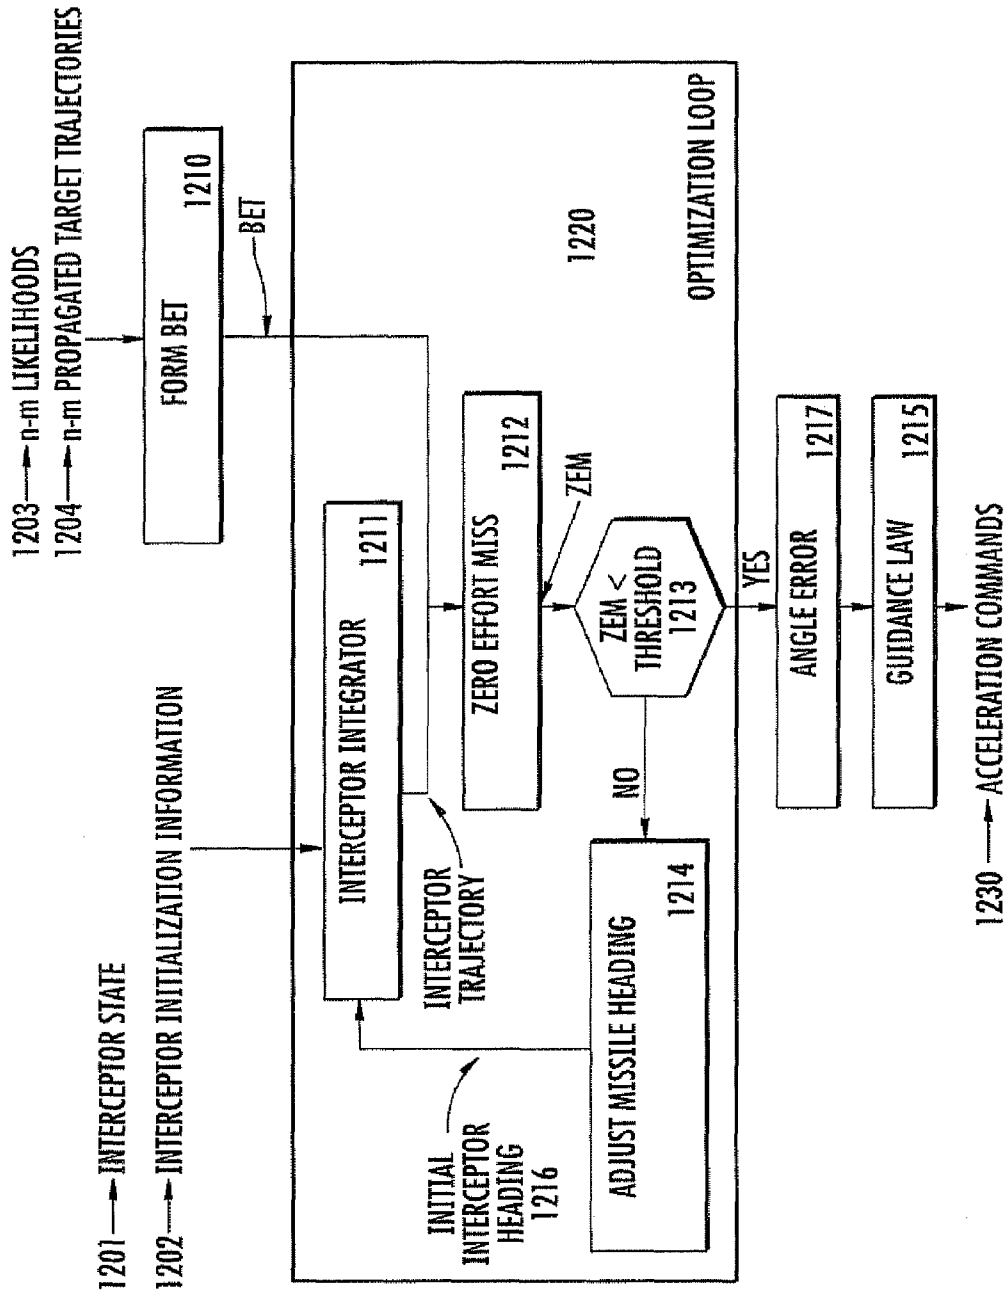 1201 INTERCEPTOR STATE
1202 INTERCEPTOR INITIALIZATION INFORMATION
1203 n-m LIKELIHOODS
1204 n-m PROPAGATED TARGET TRAJECTORIES
FORM BET
1210
BET
INTERCEPTOR INTEGRATOR
1211
INTERCEPTOR
TRAJECTORY
INITIAL
INTERCEPTOR
HEADING
1216
ZERO EFFORT MISS
1212
ZEM
ZEM <
THRESHOLD
1213
NO
YES
ADJUST MISSILE HEADING
1214
1220
OPTIMIZATION LOOP
ANGLE ERROR
1217
GUIDANCE LAW
1215
1230 ACCELERATION COMMANDS